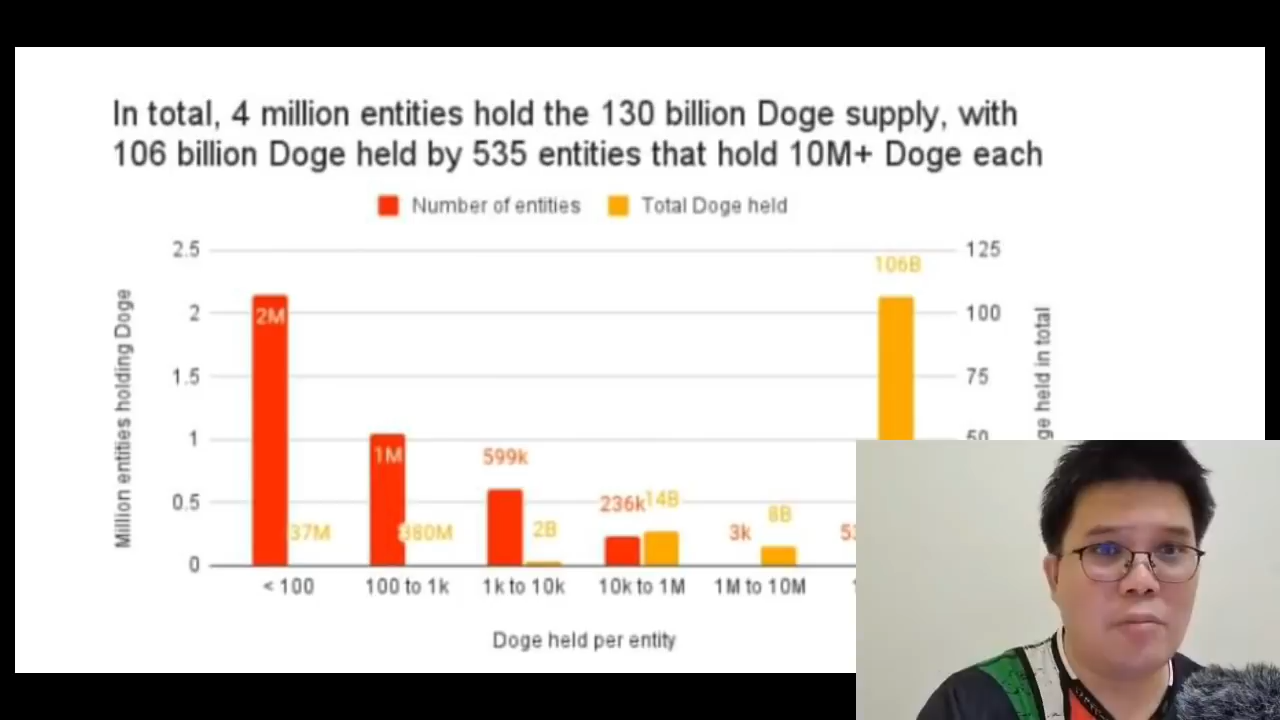 In total, 4 million entities hold the 130 billion Doge supply, with
106 billion Doge held by 535 entities that hold 10M+ Doge each
Number of entities Total Doge held
2.5 125
106B
2 100
2M
1.5 75
1 50
1M 599k
0.5
236k 14B
8B
37M 380M 2B 3k
0
< 100 100 to 1k 1k to 10k 10k to 1M 1M to 10M
Doge held per entity
Million entities holding Doge
held in total